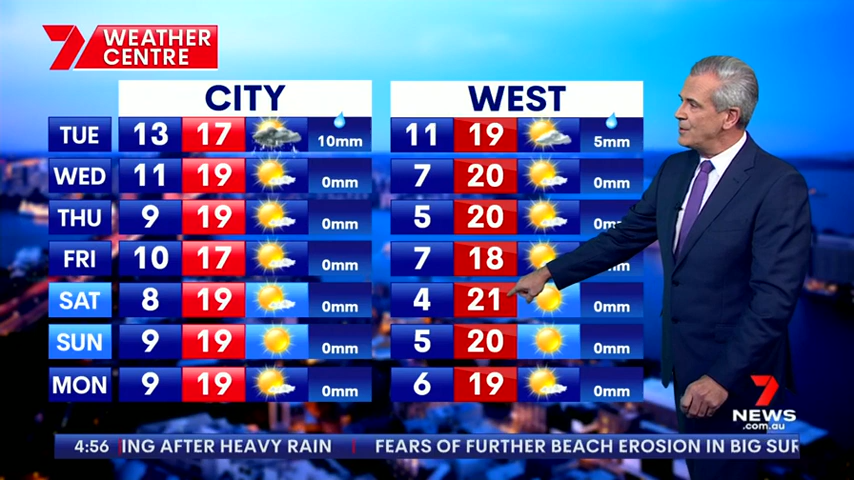 7 WEATHER
CENTRE
CITY WEST
TUE 13 17 10mm 11 19 5mm
WED 11 19 0mm 7 20 0mm
THU 9 19 0mm 5 20 0mm
FRI 10 17 0mm 7 18 0mm
SAT 8 19 0mm 4 21 0mm
SUN 9 19 0mm 5 20 0mm
MON 9 19 0mm 6 19 0mm
7
NEWS
.com.au
4:56 ING AFTER HEAVY RAIN | FEARS OF FURTHER BEACH EROSION IN BIG SUR